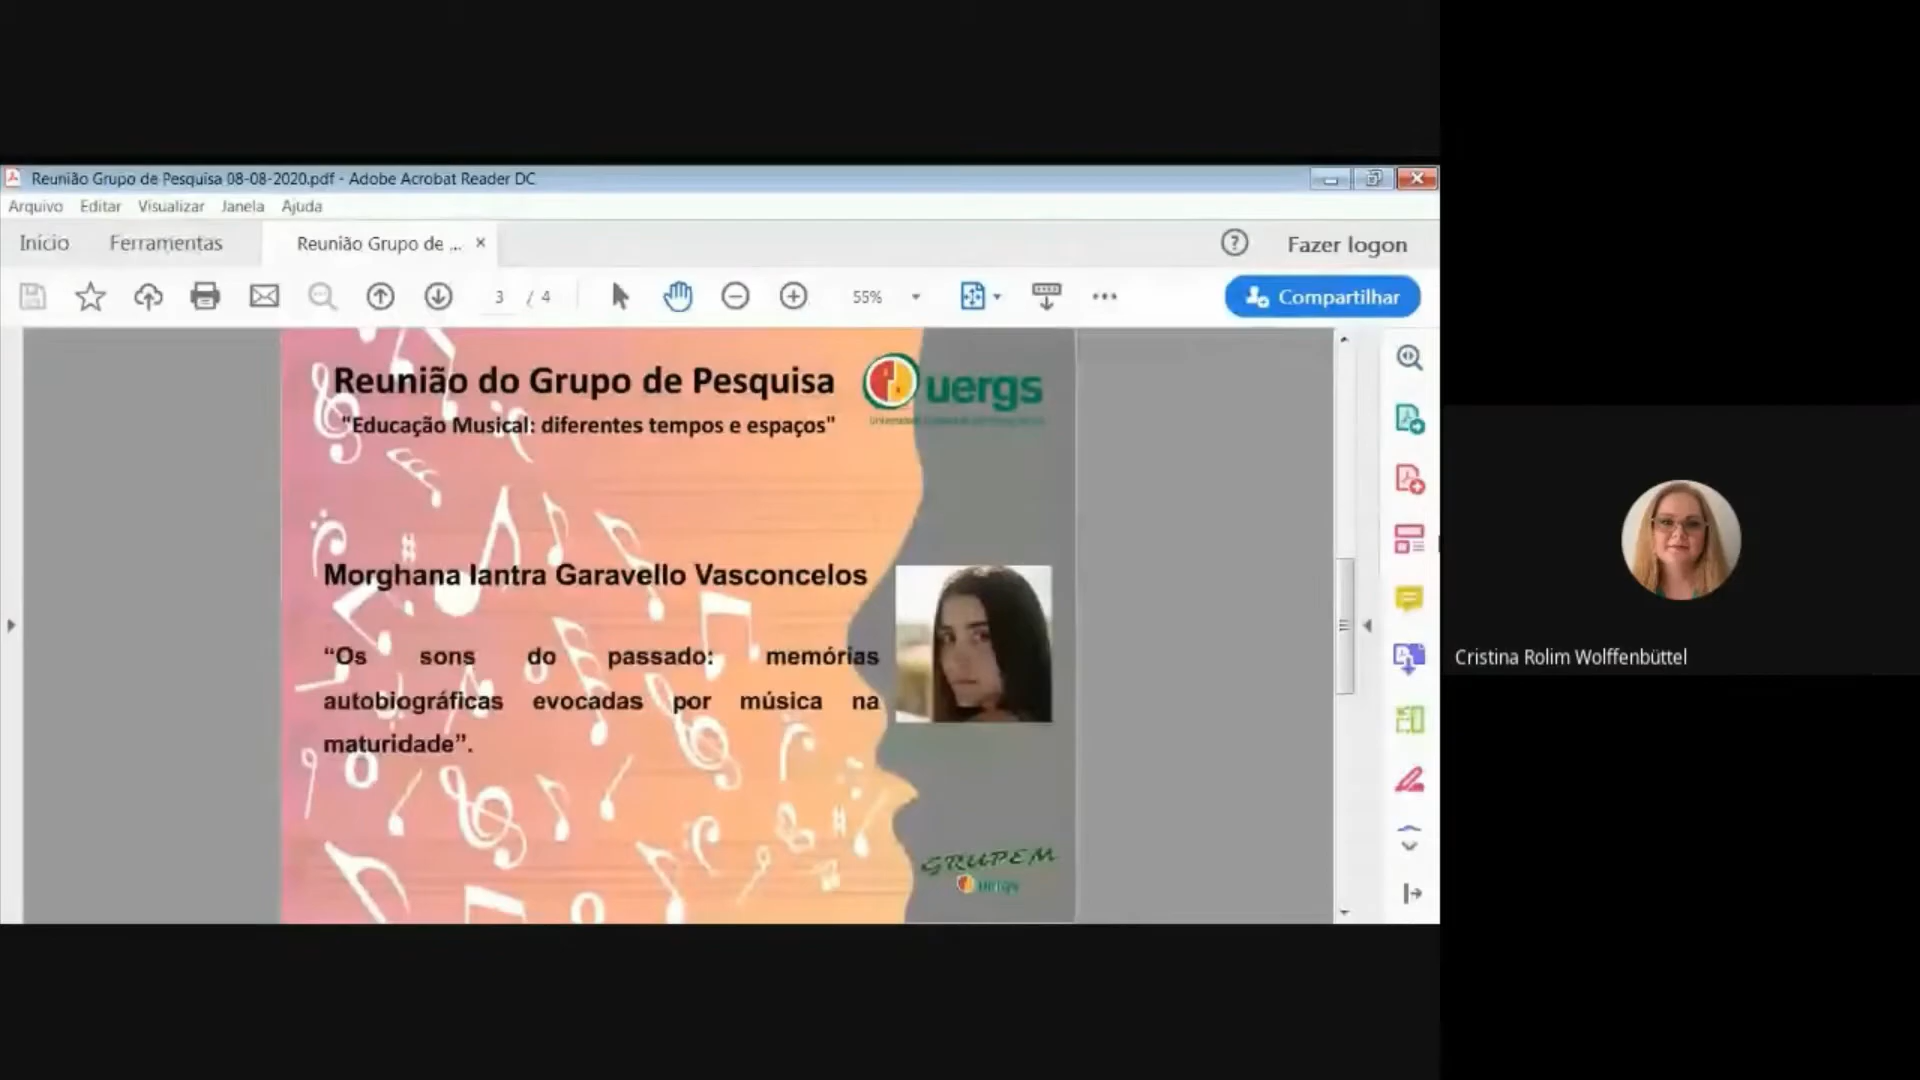 Reunião Grupo de Pesquisa 08-08-2020.pdf - Adobe Acrobat Reader DC
Arquivo Editar Visualizar Janela Ajuda
Início Ferramentas Reunião Grupo de ... × Fazer logon
3 / 4 55% Compartilhar
Reunião do Grupo de Pesquisa
"Educação Musical: diferentes tempos e espaços"
uergs
Morghana Iantra Garavello Vasconcelos
“Os sons do passado: memórias
autobiográficas evocadas por música na
maturidade”.
GRUPEM
uergs
Cristina Rolim Wolffenbüttel